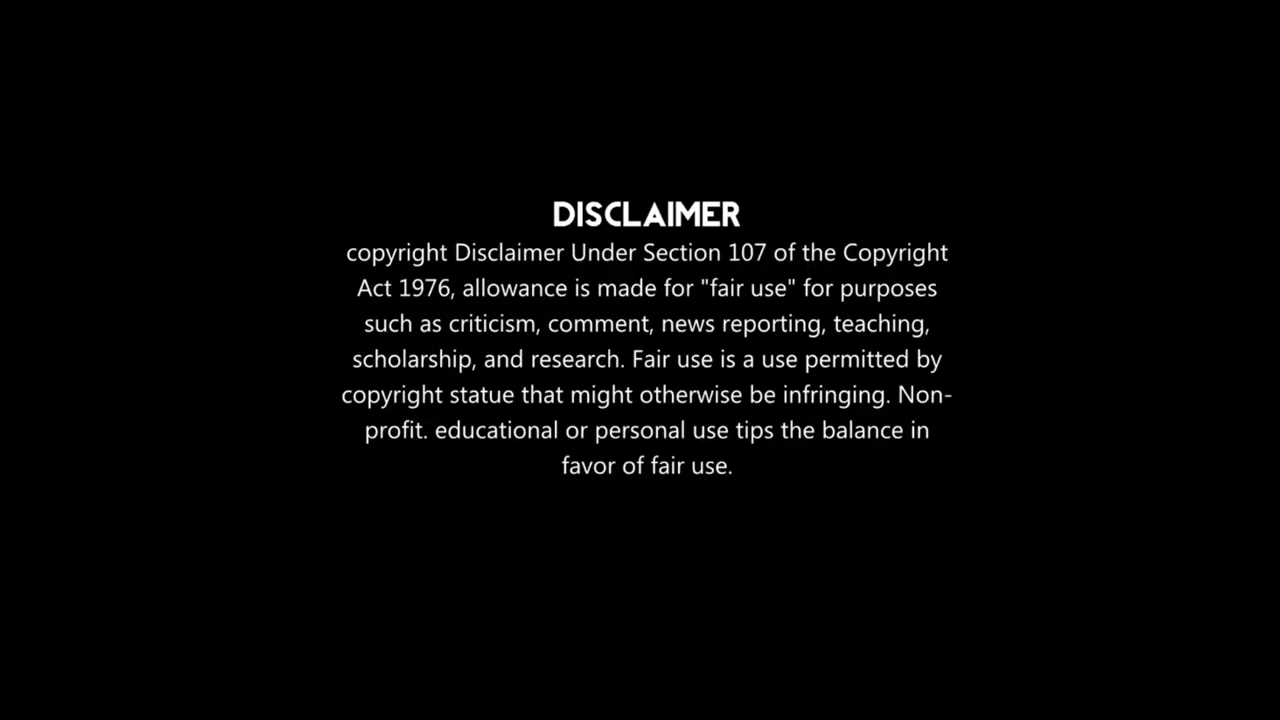 DISCLAIMER
copyright Disclaimer Under Section 107 of the Copyright
Act 1976, allowance is made for "fair use" for purposes
such as criticism, comment, news reporting, teaching,
scholarship, and research. Fair use is a use permitted by
copyright statue that might otherwise be infringing. Non-
profit. educational or personal use tips the balance in
favor of fair use.